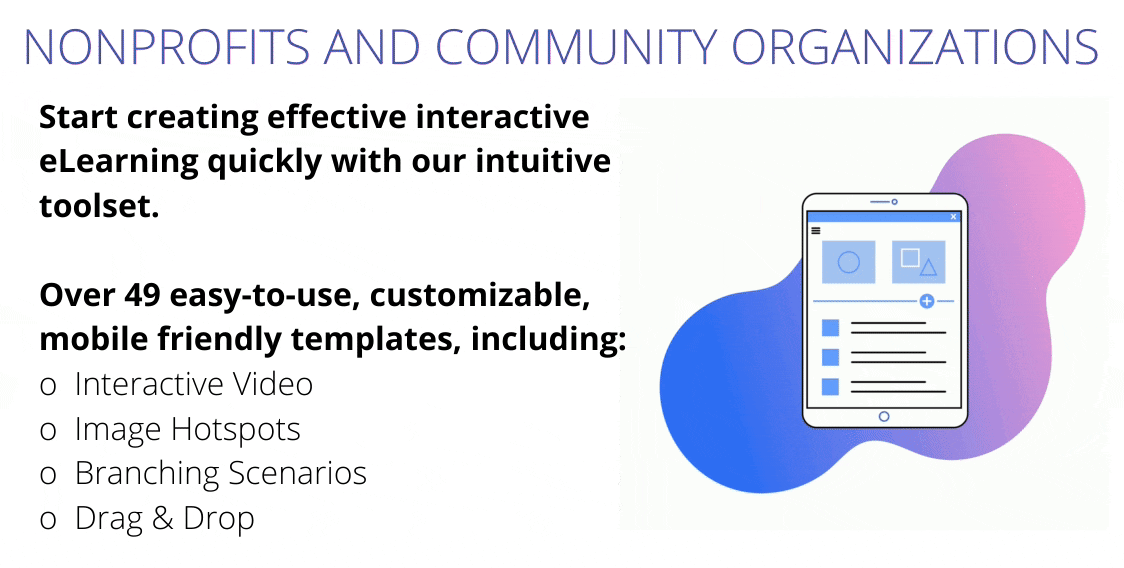 NONPROFITS AND COMMUNITY ORGANIZATIONS
Start creating effective interactive
eLearning quickly with our intuitive
toolset.
Over 49 easy-to-use, customizable,
mobile friendly templates, including:
o Interactive Video
o Image Hotspots
o Branching Scenarios
o Drag & Drop